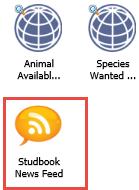 Animal
Availabl...
Species
Wanted ...
Studbook
News Feed